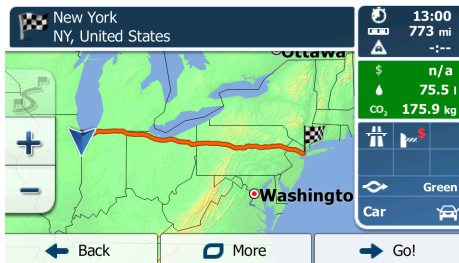 New York
NY, United States
13:00
773 mi
-:--
$ n/a
75.5 l
CO₂ 175.9 kg
Ottawa
Washingto
$
Green
Car
Back
More
Go!